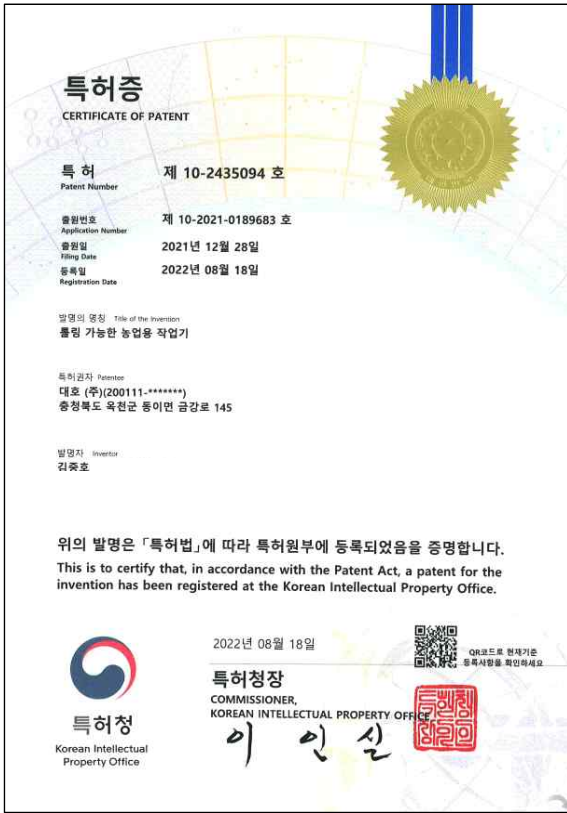 특허증
CERTIFICATE OF PATENT
특 허 제 10-2435094 호
Patent Number
출원번호 제 10-2021-0189683 호
Application Number
출원일 2021년 12월 28일
Filing Date
등록일 2022년 08월 18일
Registration Date
발명의 명칭 Title of the Invention
롤링 가능한 농업용 작업기
특허권자 Patentee
대호 (주)(200111-*******)
충청북도 옥천군 동이면 금강로 145
발명자 Inventor
김중호
위의 발명은 「특허법」에 따라 특허원부에 등록되었음을 증명합니다.
This is to certify that, in accordance with the Patent Act, a patent for the
invention has been registered at the Korean Intellectual Property Office.
2022년 08월 18일
QR코드로 현재기준
등록사항을 확인하세요
특허청장
COMMISSIONER,
KOREAN INTELLECTUAL PROPERTY OFFICE
이 인 실
특허청
Korean Intellectual
Property Office